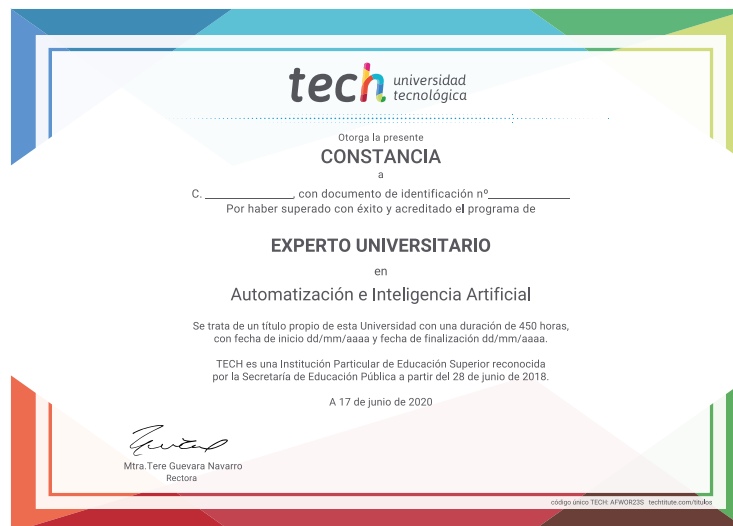 tech universidad
tecnológica
Otorga la presente
CONSTANCIA
a
C. ______________, con documento de identificación nº_____________
Por haber superado con éxito y acreditado el programa de
EXPERTO UNIVERSITARIO
en
Automatización e Inteligencia Artificial
Se trata de un título propio de esta Universidad con una duración de 450 horas,
con fecha de inicio dd/mm/aaaa y fecha de finalización dd/mm/aaaa.
TECH es una Institución Particular de Educación Superior reconocida
por la Secretaría de Educación Pública a partir del 28 de junio de 2018.
A 17 de junio de 2020
Mtra.Tere Guevara Navarro
Rectora
código único TECH: AFWOR23S techtitute.com/titulos